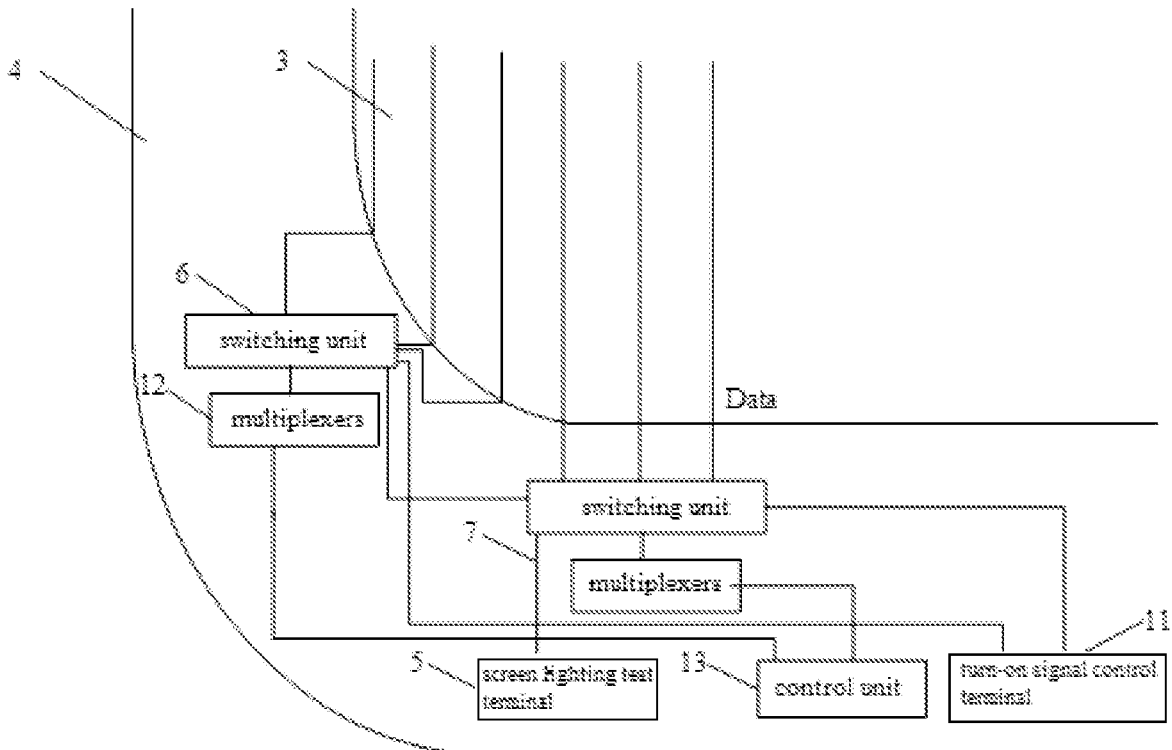 4
3
6
switching unit
12
multiplexers
Data
switching unit
7
multiplexers
11
5
screen lighting test
terminal
13
control unit
turn-on signal control
terminal